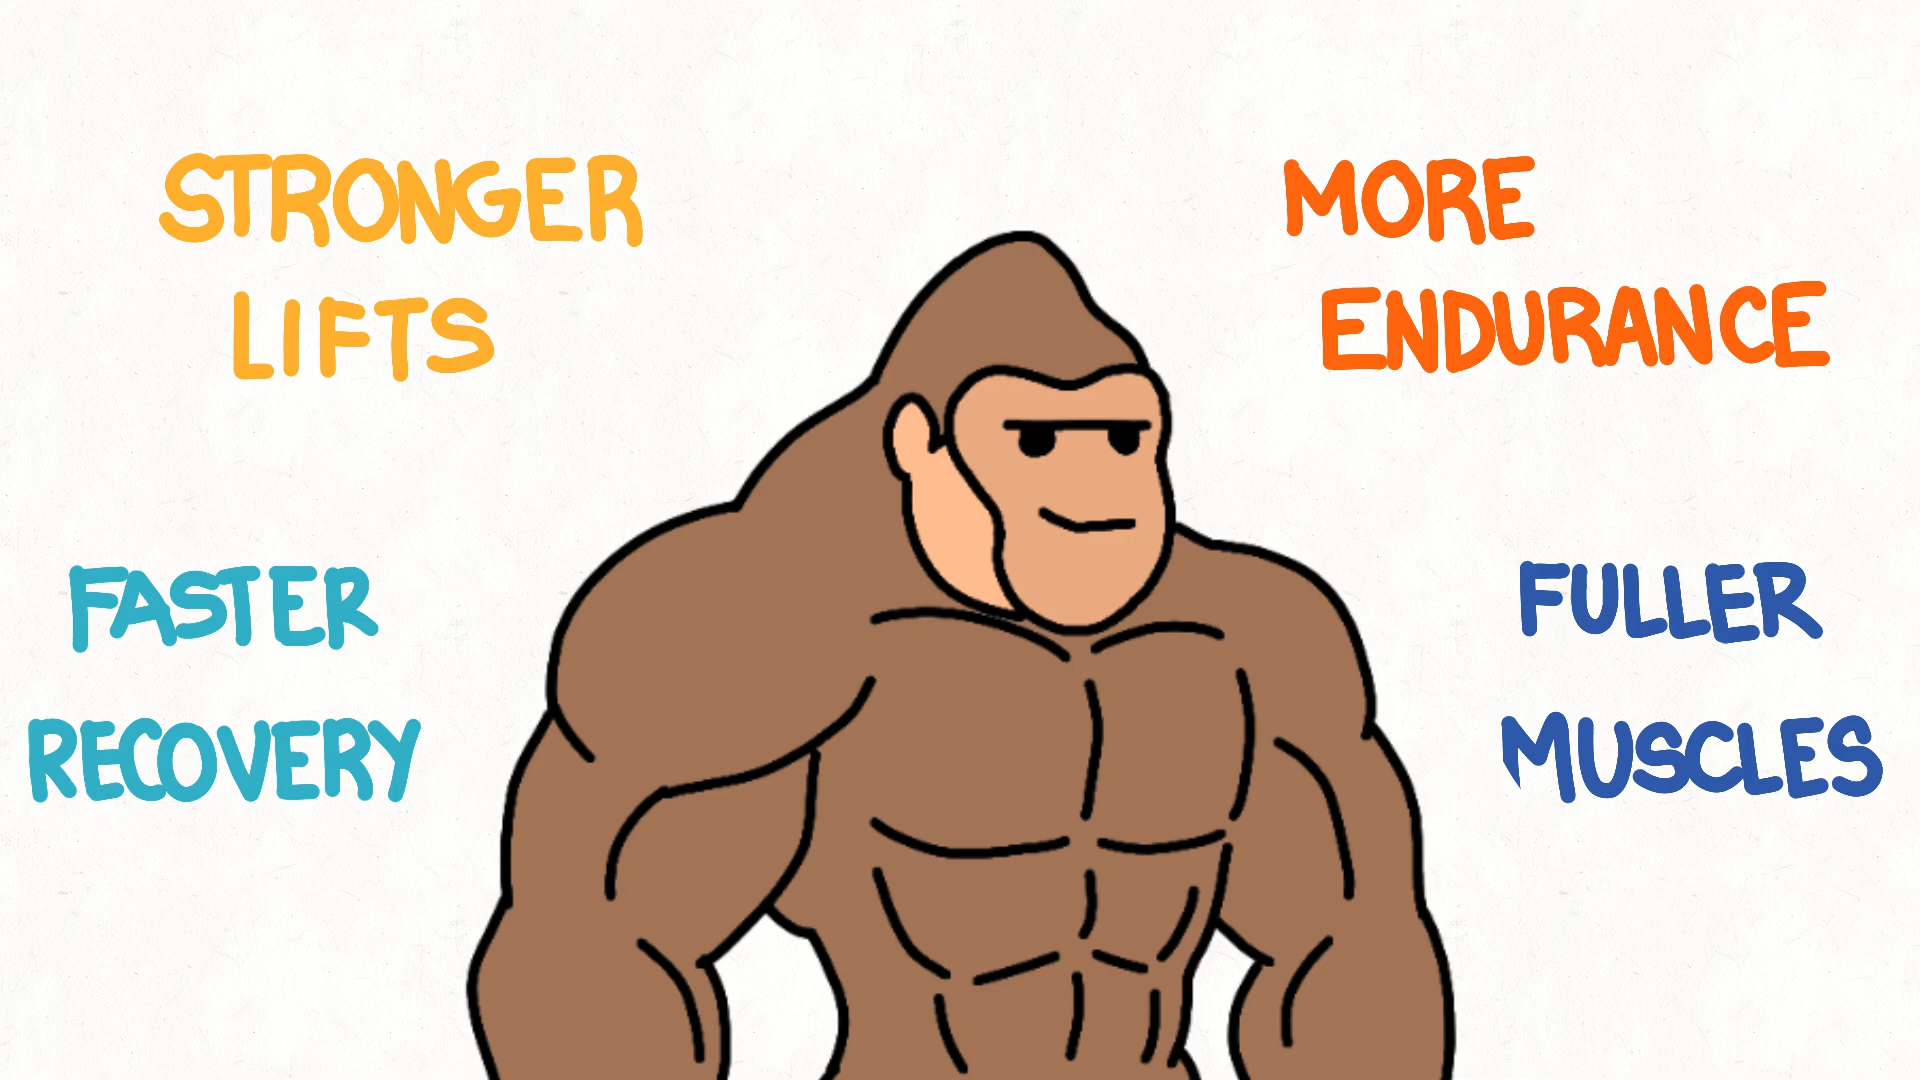 STRONGER
LIFTS
MORE
ENDURANCE
FASTER
RECOVERY
FULLER
MUSCLES